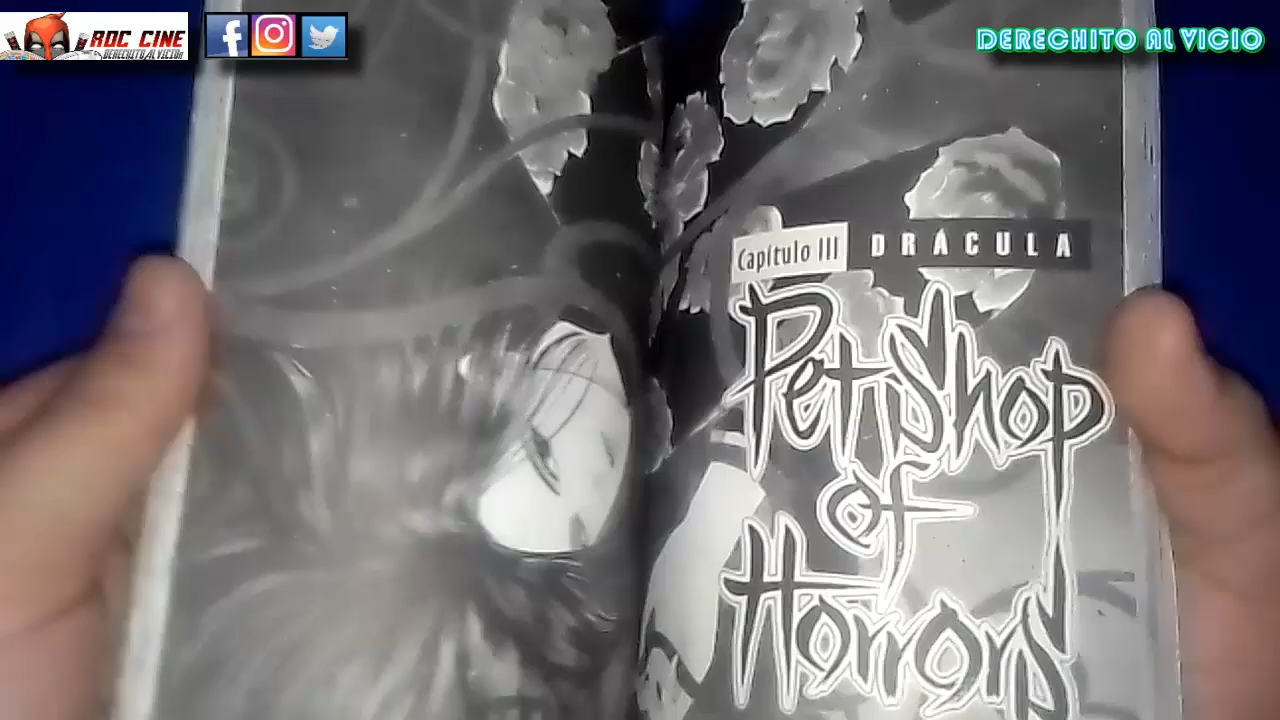 ROC CINE
DERECHITO AL VICIO
DERECHITO AL VICIO
Capítulo III
DRÁCULA
Pet Shop
of
Horrors